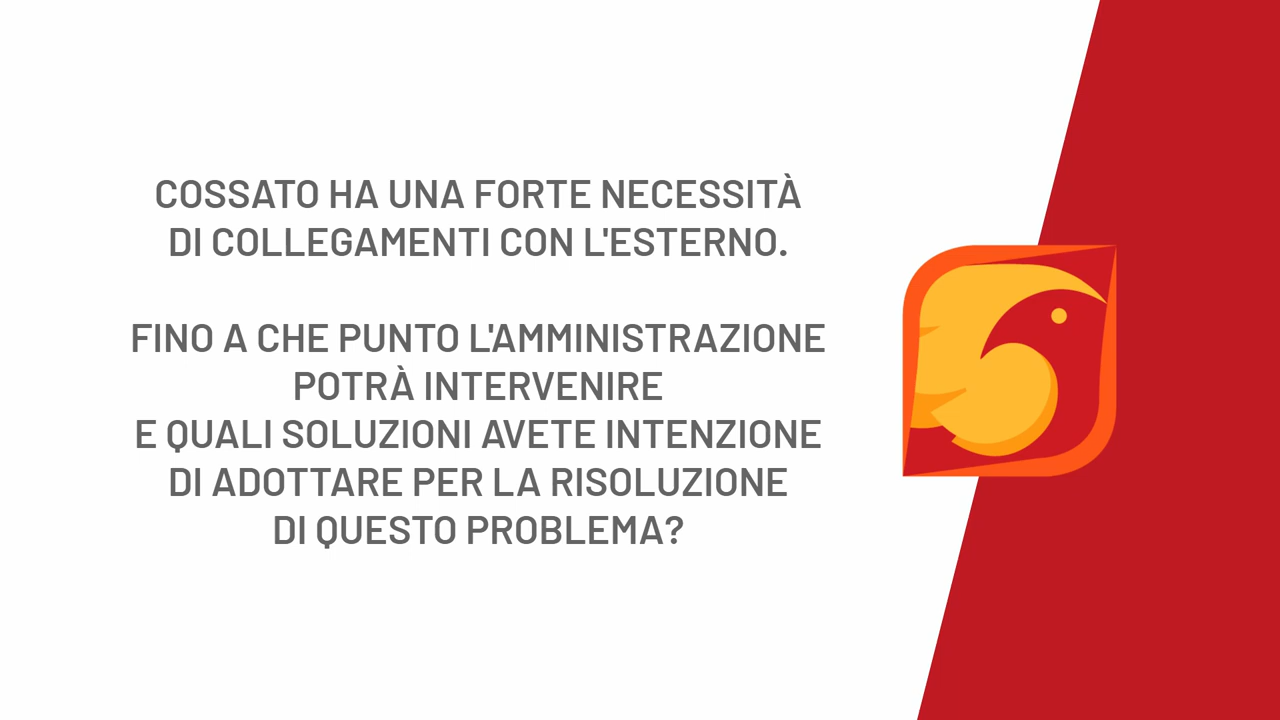 COSSATO HA UNA FORTE NECESSITÀ
DI COLLEGAMENTI CON L'ESTERNO.
FINO A CHE PUNTO L'AMMINISTRAZIONE
POTRÀ INTERVENIRE
E QUALI SOLUZIONI AVETE INTENZIONE
DI ADOTTARE PER LA RISOLUZIONE
DI QUESTO PROBLEMA?